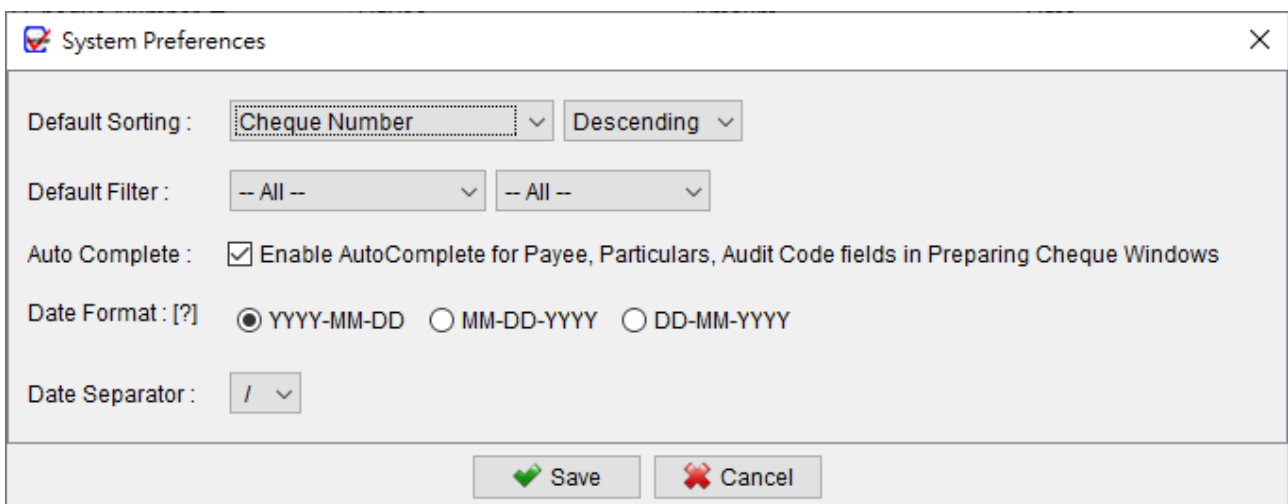 System Preferences
Default Sorting : Cheque Number Descending
Default Filter : -- All -- -- All --
Auto Complete : Enable AutoComplete for Payee, Particulars, Audit Code fields in Preparing Cheque Windows
Date Format : [?] YYYY-MM-DD MM-DD-YYYY DD-MM-YYYY
Date Separator : /
Save Cancel